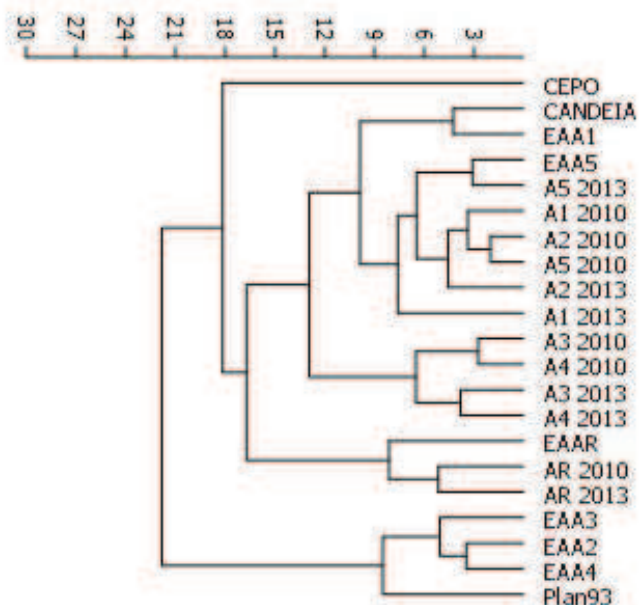 30 27 24 21 18 15 12 9 6 3
CEPO
CANDEIA
EAA1
EAA5
A5 2013
A1 2010
A2 2010
A5 2010
A2 2013
A1 2013
A3 2010
A4 2010
A3 2013
A4 2013
EAAR
AR 2010
AR 2013
EAA3
EAA2
EAA4
Plan93